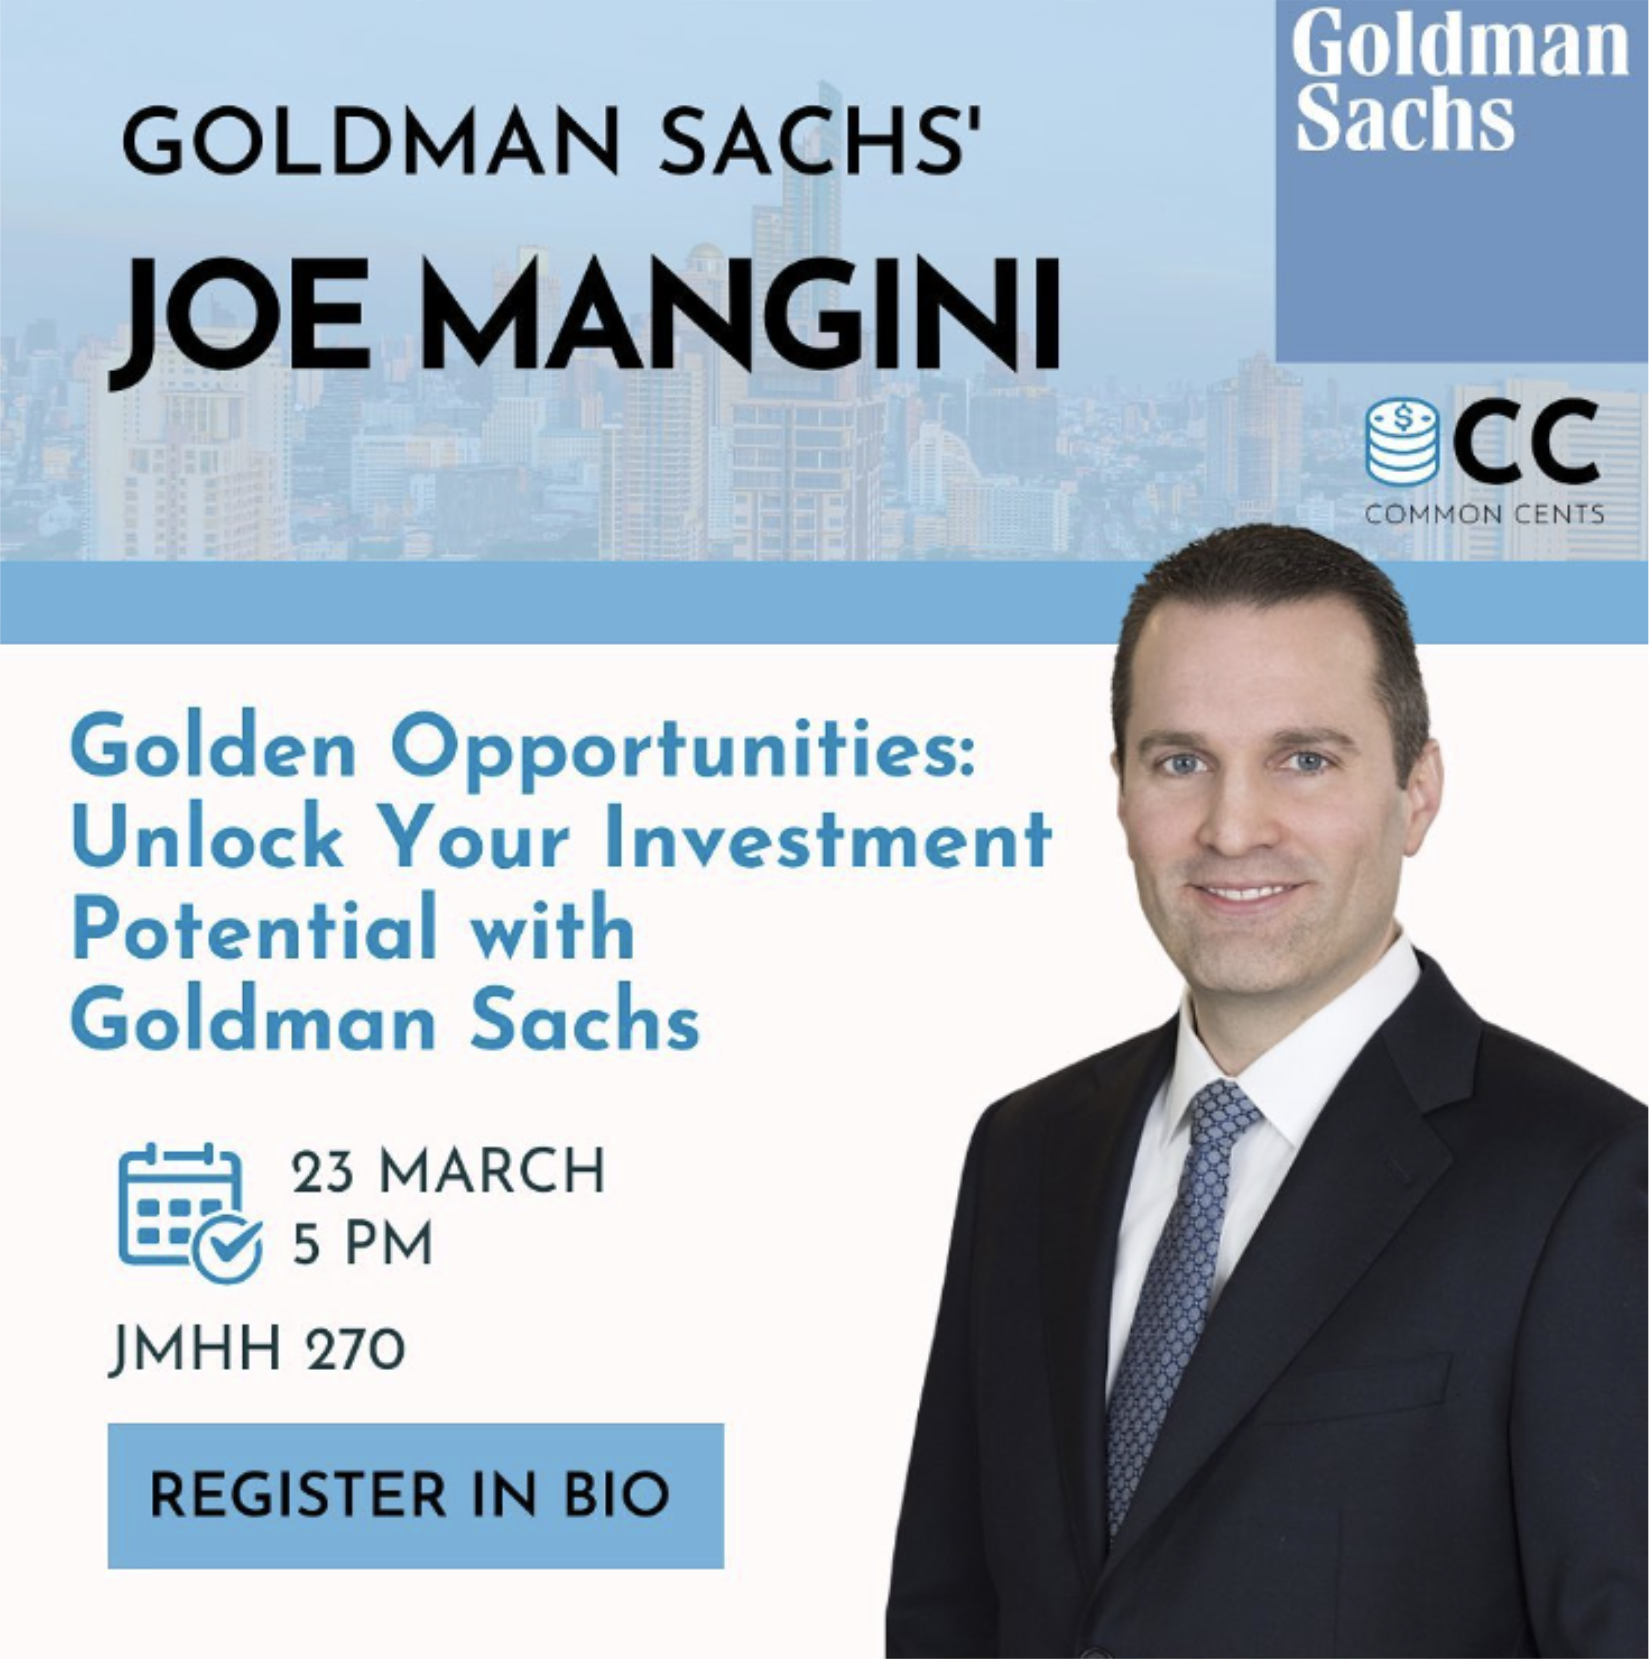 GOLDMAN SACHS'
JOE MANGINI
Goldman
Sachs
CC
COMMON CENTS
Golden Opportunities:
Unlock Your Investment
Potential with
Goldman Sachs
23 MARCH
5 PM
JMHH 270
REGISTER IN BIO